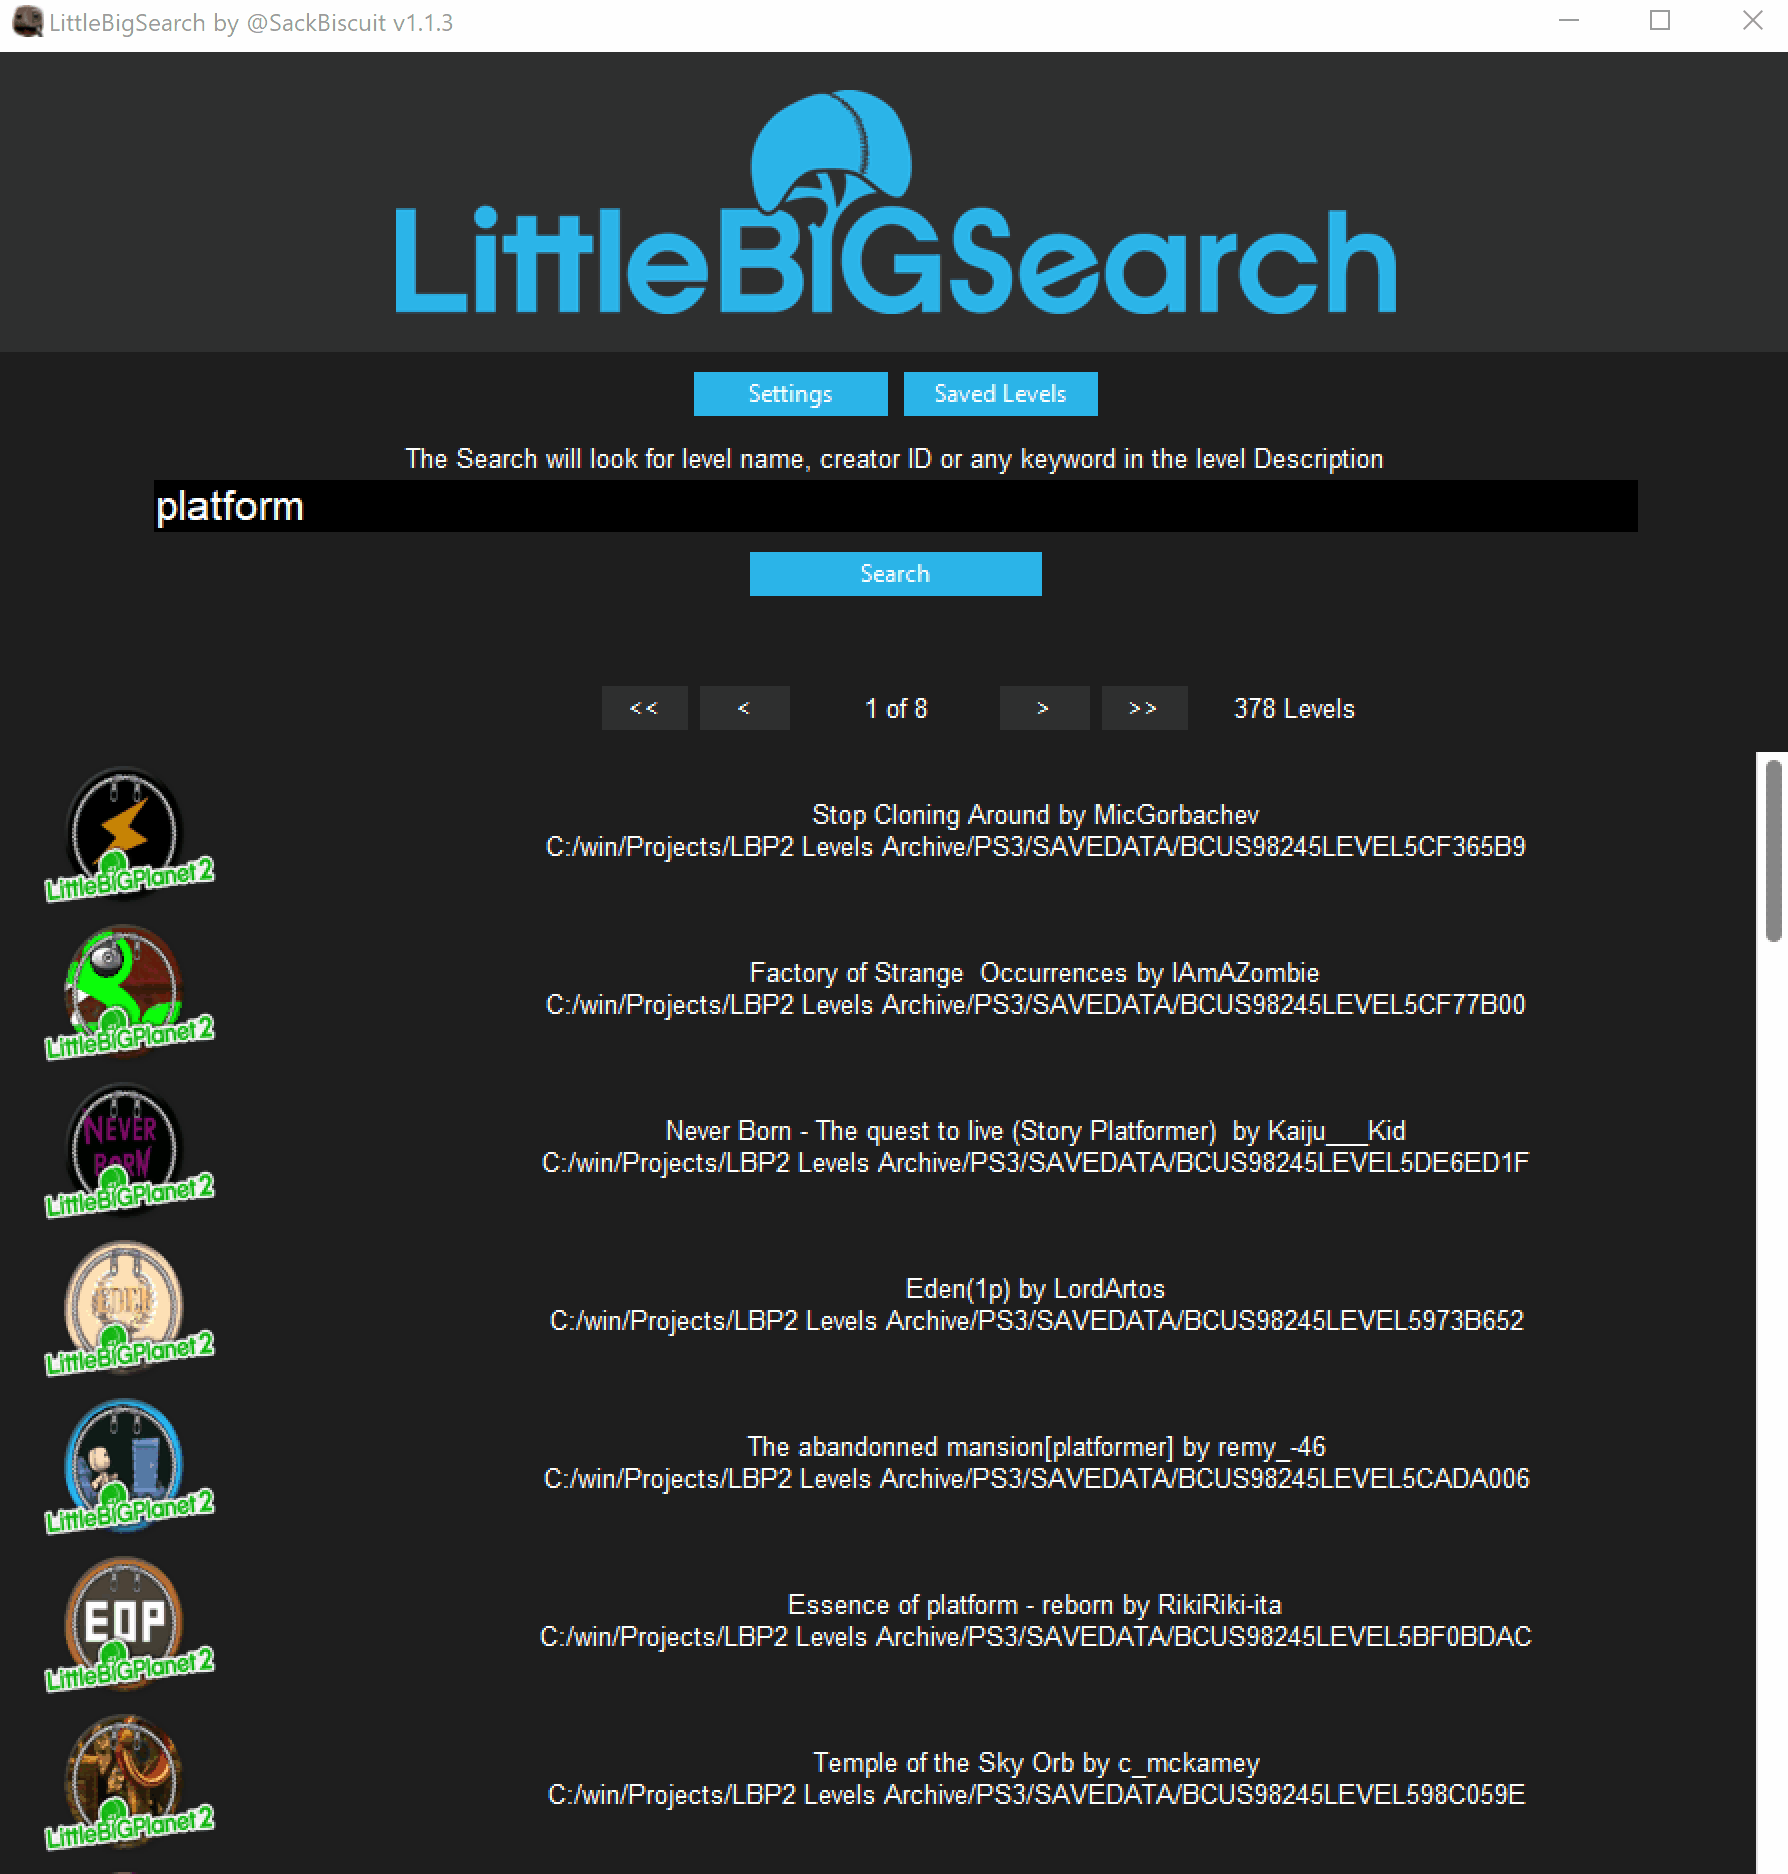 LittleBigSearch by @SackBiscuit v1.1.3
LittleBIGSearch
Settings Saved Levels
The Search will look for level name, creator ID or any keyword in the level Description
platform
Search
<< < 1 of 8 > >> 378 Levels
LittleBIGPlanet 2
Stop Cloning Around by MicGorbachev
C:/win/Projects/LBP2 Levels Archive/PS3/SAVEDATA/BCUS98245LEVEL5CF365B9
LittleBIGPlanet 2
Factory of Strange  Occurrences by IAmAZombie
C:/win/Projects/LBP2 Levels Archive/PS3/SAVEDATA/BCUS98245LEVEL5CF77B00
NEVER
BORN
LittleBIGPlanet 2
Never Born - The quest to live (Story Platformer)  by Kaiju___Kid
C:/win/Projects/LBP2 Levels Archive/PS3/SAVEDATA/BCUS98245LEVEL5DE6ED1F
EDEN
LittleBIGPlanet 2
Eden(1p) by LordArtos
C:/win/Projects/LBP2 Levels Archive/PS3/SAVEDATA/BCUS98245LEVEL5973B652
LittleBIGPlanet 2
The abandonned mansion[platformer] by remy_-46
C:/win/Projects/LBP2 Levels Archive/PS3/SAVEDATA/BCUS98245LEVEL5CADA006
EOP
LittleBIGPlanet 2
Essence of platform - reborn by RikiRiki-ita
C:/win/Projects/LBP2 Levels Archive/PS3/SAVEDATA/BCUS98245LEVEL5BF0BDAC
LittleBIGPlanet 2
Temple of the Sky Orb by c_mckamey
C:/win/Projects/LBP2 Levels Archive/PS3/SAVEDATA/BCUS98245LEVEL598C059E